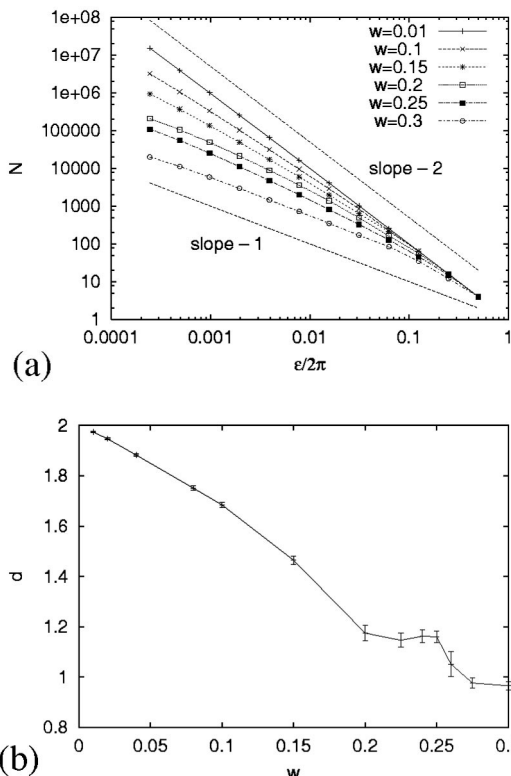 1e+08
1e+07
1e+06
100000
10000
1000
100
10
1
N
w=0.01
w=0.1
w=0.15
w=0.2
w=0.25
w=0.3
slope – 2
slope – 1
0.0001 0.001 0.01 0.1 1
ε/2π
(a)
2
1.8
1.6
1.4
1.2
1
0.8
d
0 0.05 0.1 0.15 0.2 0.25 0.
w
(b)